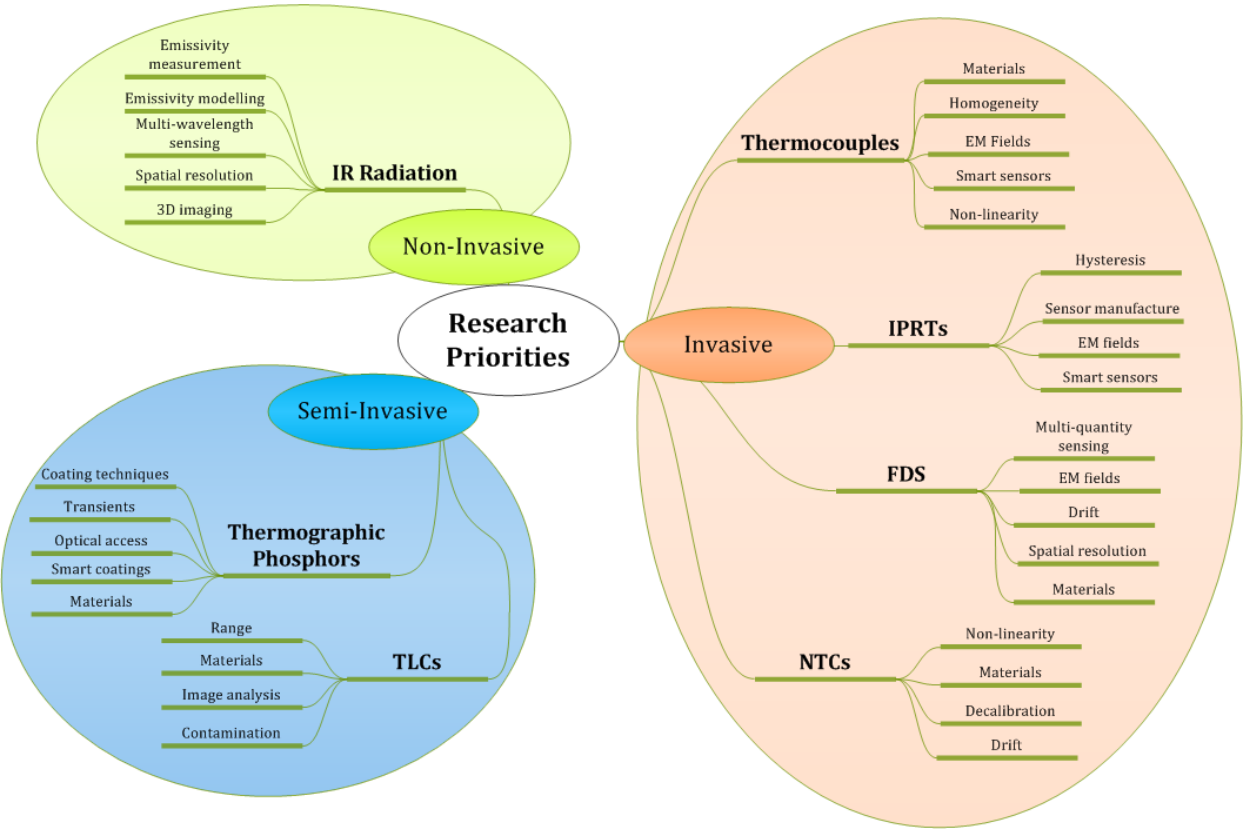 Research
Priorities
Non-Invasive
IR Radiation
Emissivity
measurement
Emissivity modelling
Multi-wavelength
sensing
Spatial resolution
3D imaging
Invasive
Thermocouples
Materials
Homogeneity
EM Fields
Smart sensors
Non-linearity
IPRTs
Hysteresis
Sensor manufacture
EM fields
Smart sensors
FDS
Multi-quantity
sensing
EM fields
Drift
Spatial resolution
Materials
NTCs
Non-linearity
Materials
Decalibration
Drift
Semi-Invasive
Thermographic
Phosphors
Coating techniques
Transients
Optical access
Smart coatings
Materials
TLCs
Range
Materials
Image analysis
Contamination